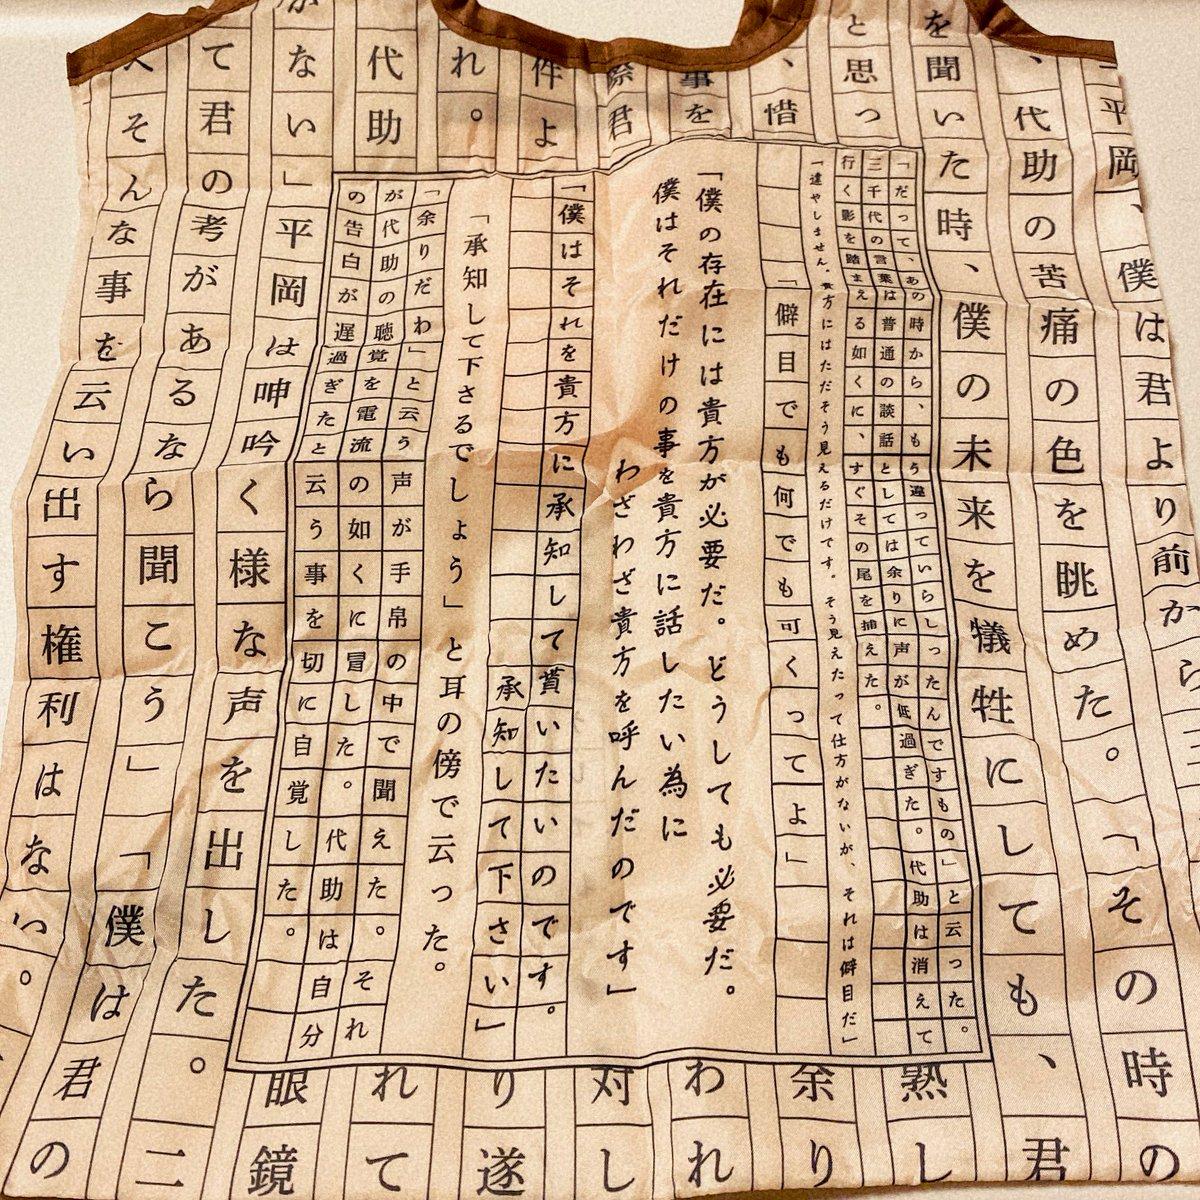 平岡、僕は君より前から三
、代助の苦痛の色を眺めた。「その時の
を聞いた時、僕の未来を犠牲にしても、君
と思っ
熟し
、惜
余り
事を
われ
際君
対し
件よ
り遂
れ。
れて
代助
眼鏡
かない」平岡は呻吟く様な声を出した。二
て君の考があるなら聞こう」「僕は君の
へそんな事を云い出す権利はない。
「だって、あの時から、もう違っていらしったんですもの」と云った。
三千代の言葉は普通の談話としては余りに声が低過ぎた。代助は消えて
行く影を踏まえる如くに、すぐその尾を捕えた。
「違やしません。貴方にはただそう見えるだけです。そう見えたって仕方がないが、それは僻目だ」
「僻目でも何でも可くってよ」
「僕の存在には貴方が必要だ。どうしても必要だ。
僕はそれだけの事を貴方に話したい為に
わざわざ貴方を呼んだのです」
「僕はそれを貴方に承知して貰いたいのです。
承知して下さい」
「承知して下さるでしょう」と耳の傍で云った。
「余りだわ」と云う声が手帛の中で聞えた。それ
が代助の聴覚を電流の如くに冒した。代助は自分
の告白が遅過ぎたと云う事を切に自覚した。